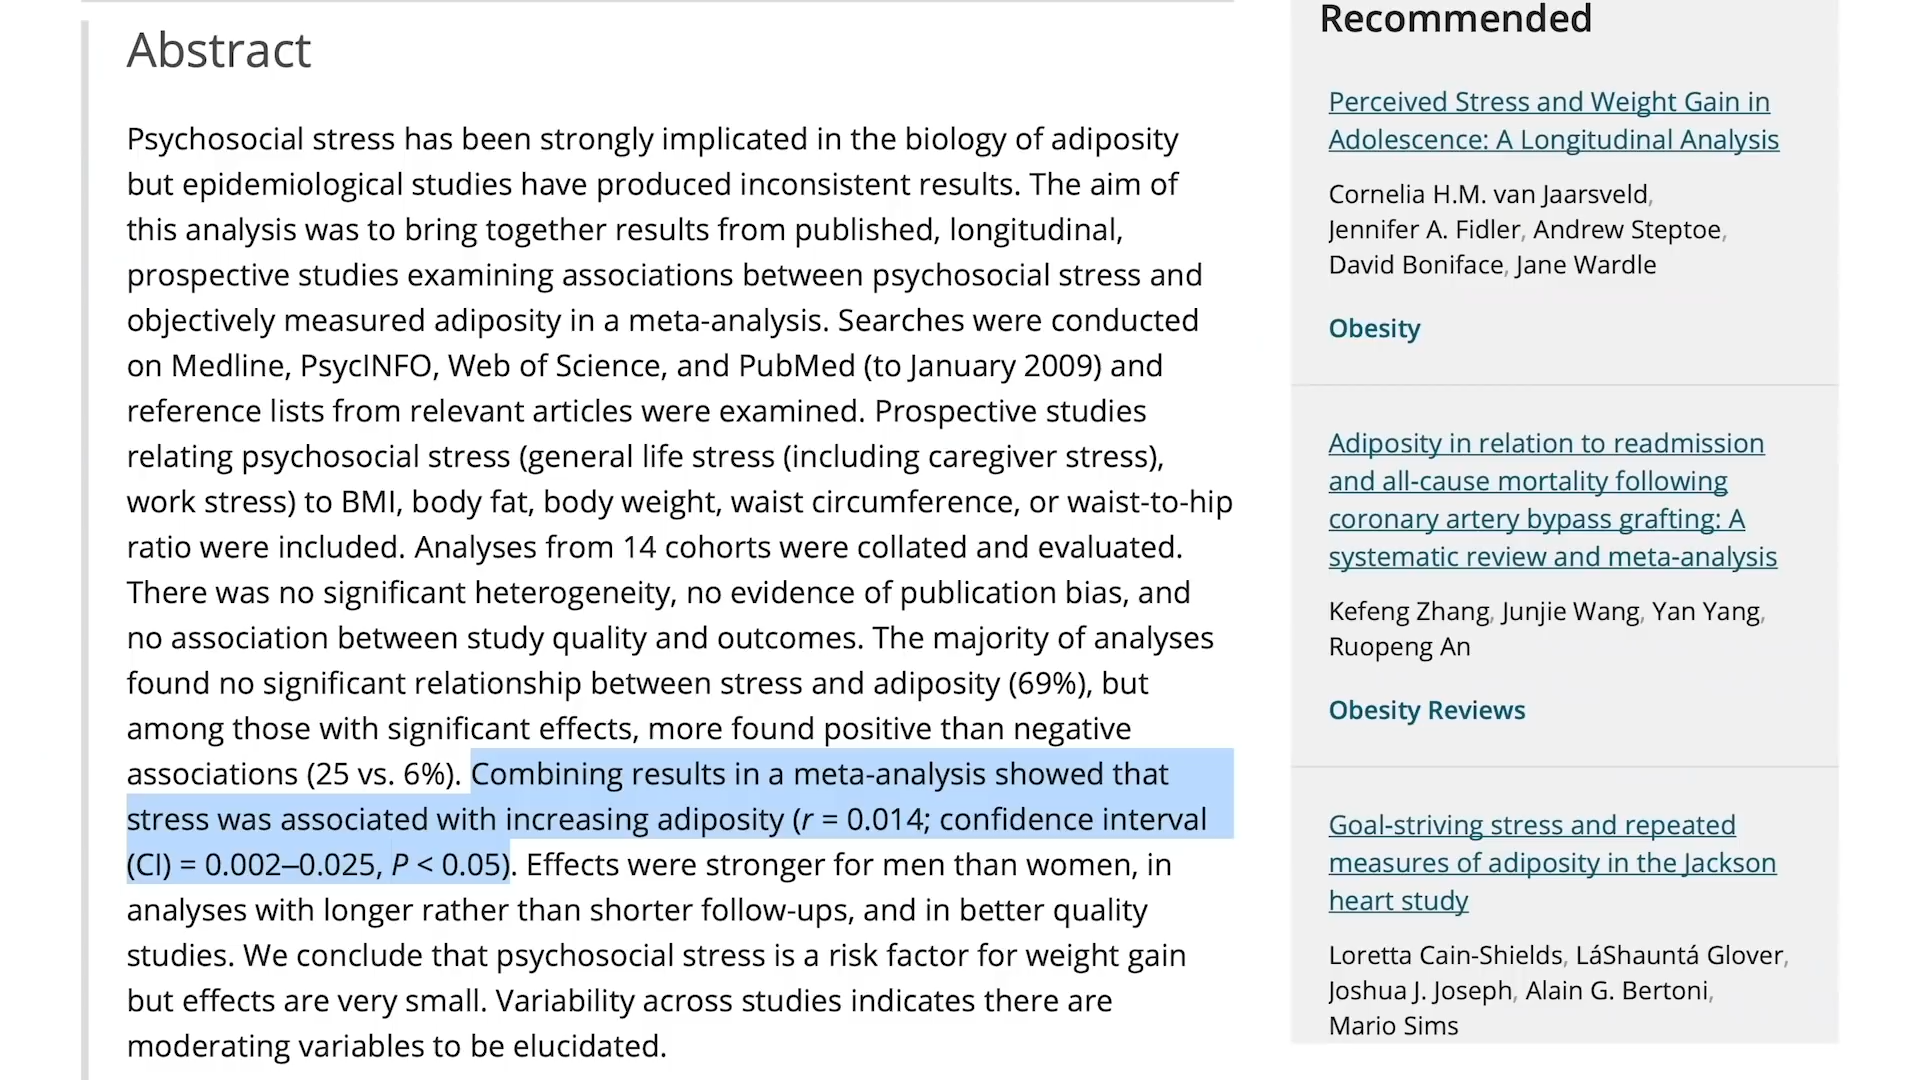 Abstract
Psychosocial stress has been strongly implicated in the biology of adiposity
but epidemiological studies have produced inconsistent results. The aim of
this analysis was to bring together results from published, longitudinal,
prospective studies examining associations between psychosocial stress and
objectively measured adiposity in a meta-analysis. Searches were conducted
on Medline, PsycINFO, Web of Science, and PubMed (to January 2009) and
reference lists from relevant articles were examined. Prospective studies
relating psychosocial stress (general life stress (including caregiver stress),
work stress) to BMI, body fat, body weight, waist circumference, or waist-to-hip
ratio were included. Analyses from 14 cohorts were collated and evaluated.
There was no significant heterogeneity, no evidence of publication bias, and
no association between study quality and outcomes. The majority of analyses
found no significant relationship between stress and adiposity (69%), but
among those with significant effects, more found positive than negative
associations (25 vs. 6%). Combining results in a meta-analysis showed that
stress was associated with increasing adiposity (r = 0.014; confidence interval
(CI) = 0.002–0.025, P < 0.05). Effects were stronger for men than women, in
analyses with longer rather than shorter follow-ups, and in better quality
studies. We conclude that psychosocial stress is a risk factor for weight gain
but effects are very small. Variability across studies indicates there are
moderating variables to be elucidated.
Recommended
Perceived Stress and Weight Gain in
Adolescence: A Longitudinal Analysis
Cornelia H.M. van Jaarsveld,
Jennifer A. Fidler, Andrew Steptoe,
David Boniface, Jane Wardle
Obesity
Adiposity in relation to readmission
and all-cause mortality following
coronary artery bypass grafting: A
systematic review and meta-analysis
Kefeng Zhang, Junjie Wang, Yan Yang,
Ruopeng An
Obesity Reviews
Goal-striving stress and repeated
measures of adiposity in the Jackson
heart study
Loretta Cain-Shields, LáShauntá Glover,
Joshua J. Joseph, Alain G. Bertoni,
Mario Sims